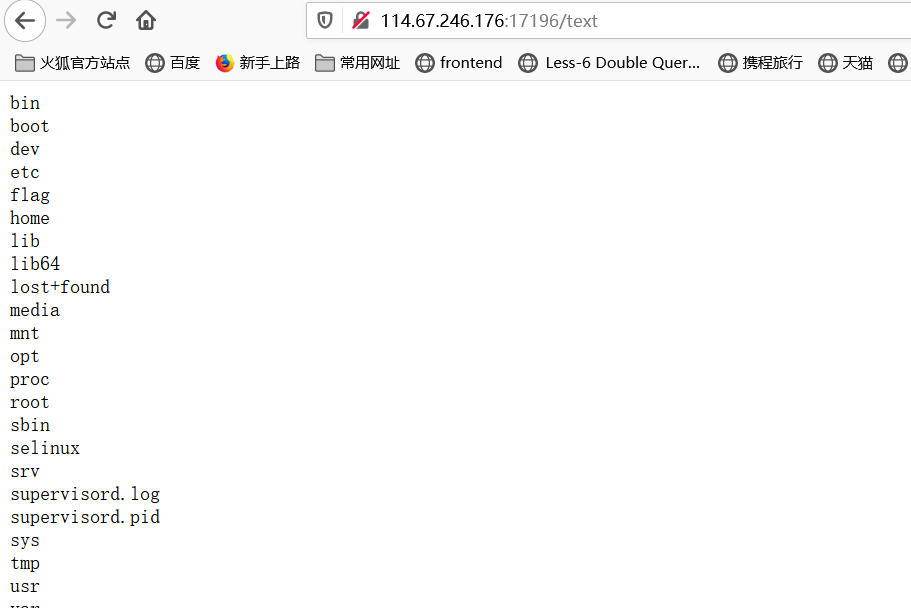 114.67.246.176:17196/text
火狐官方站点 百度 新手上路 常用网址 frontend Less-6 Double Quer... 携程旅行 天猫
bin
boot
dev
etc
flag
home
lib
lib64
lost+found
media
mnt
opt
proc
root
sbin
selinux
srv
supervisord.log
supervisord.pid
sys
tmp
usr